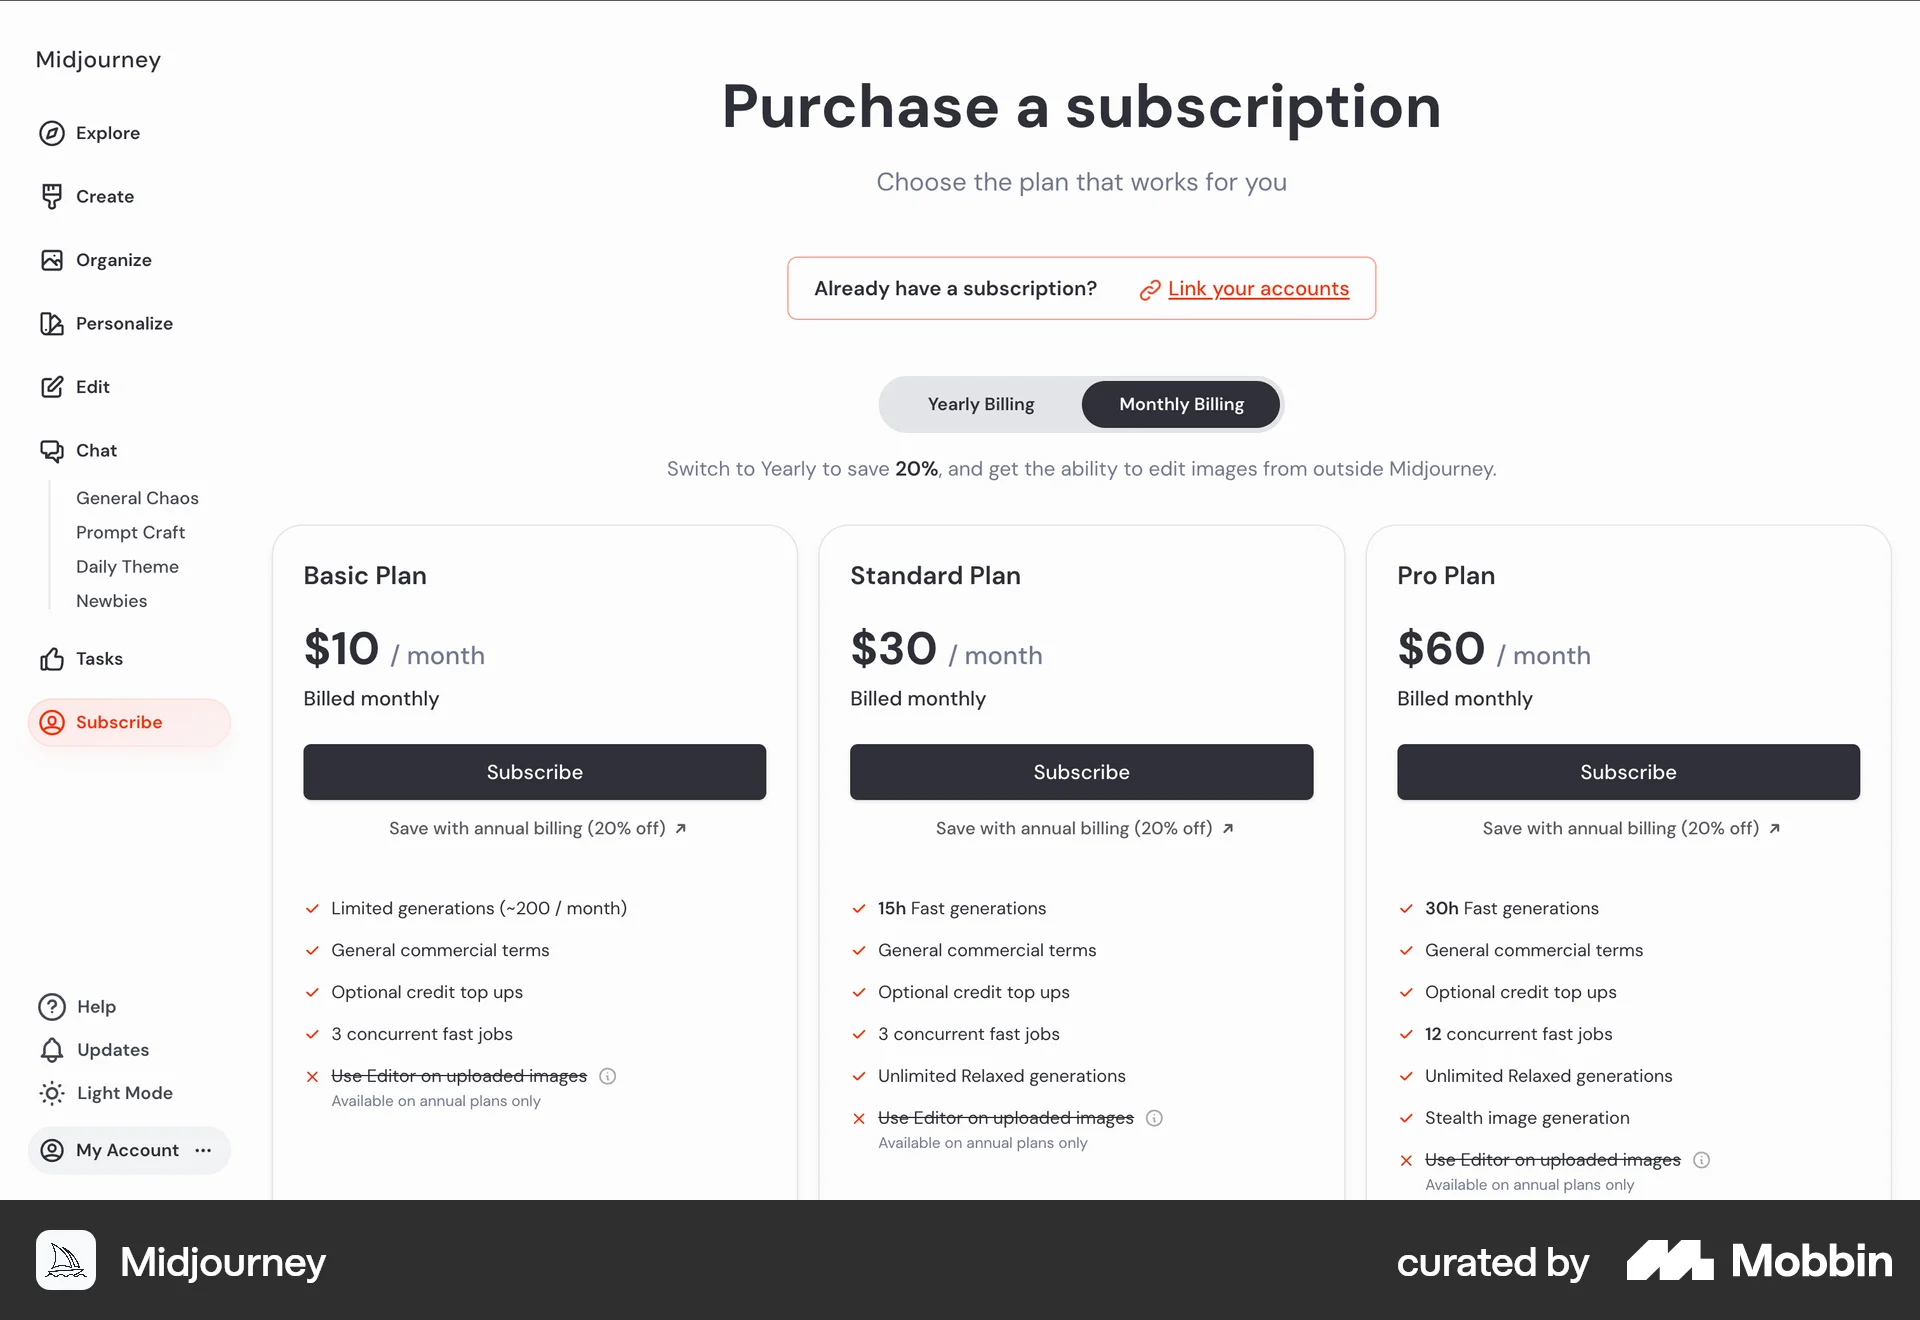 Midjourney
Explore
Create
Organize
Personalize
Edit
Chat
General Chaos
Prompt Craft
Daily Theme
Newbies
Tasks
Subscribe
Help
Updates
Light Mode
My Account
Purchase a subscription
Choose the plan that works for you
Already have a subscription? Link your accounts
Yearly Billing Monthly Billing
Switch to Yearly to save 20%, and get the ability to edit images from outside Midjourney.
Basic Plan
$10 / month
Billed monthly
Subscribe
Save with annual billing (20% off)
Limited generations (~200 / month)
General commercial terms
Optional credit top ups
3 concurrent fast jobs
Use Editor on uploaded images
Available on annual plans only
Standard Plan
$30 / month
Billed monthly
Subscribe
Save with annual billing (20% off)
15h Fast generations
General commercial terms
Optional credit top ups
3 concurrent fast jobs
Unlimited Relaxed generations
Use Editor on uploaded images
Available on annual plans only
Pro Plan
$60 / month
Billed monthly
Subscribe
Save with annual billing (20% off)
30h Fast generations
General commercial terms
Optional credit top ups
12 concurrent fast jobs
Unlimited Relaxed generations
Stealth image generation
Use Editor on uploaded images
Available on annual plans only
Midjourney
curated by Mobbin